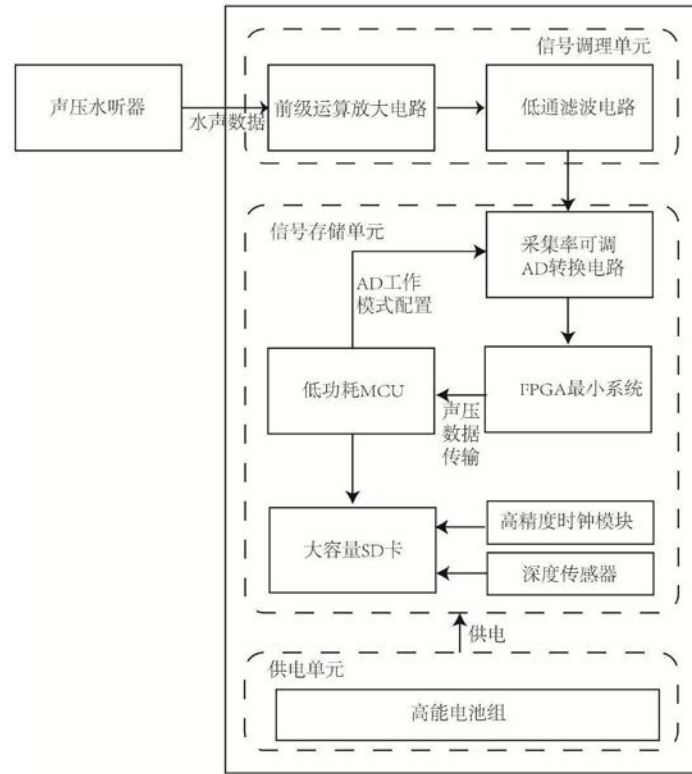 信号调理单元
声压水听器
水声数据
前级运算放大电路
低通滤波电路
信号存储单元
采集率可调
AD转换电路
AD工作
模式配置
低功耗MCU
FPGA最小系统
声压
数据
传输
大容量SD卡
高精度时钟模块
深度传感器
供电
供电单元
高能电池组